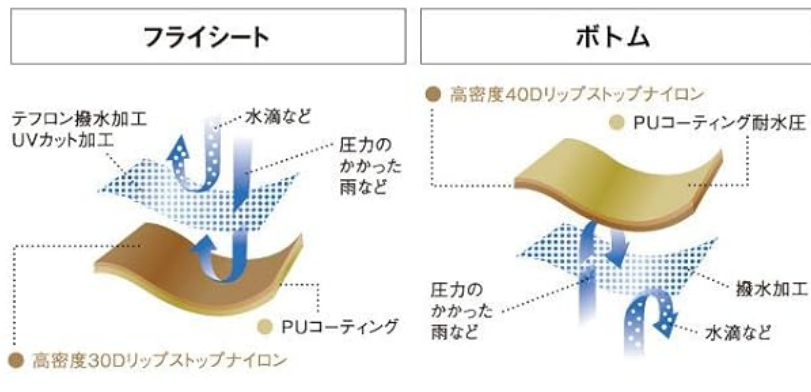 フライシート
テフロン撥水加工
UVカット加工
水滴など
圧力の
かかった
雨など
PUコーティング
高密度30Dリップストップナイロン
ボトム
高密度40Dリップストップナイロン
PUコーティング耐水圧
圧力の
かかった
雨など
撥水加工
水滴など